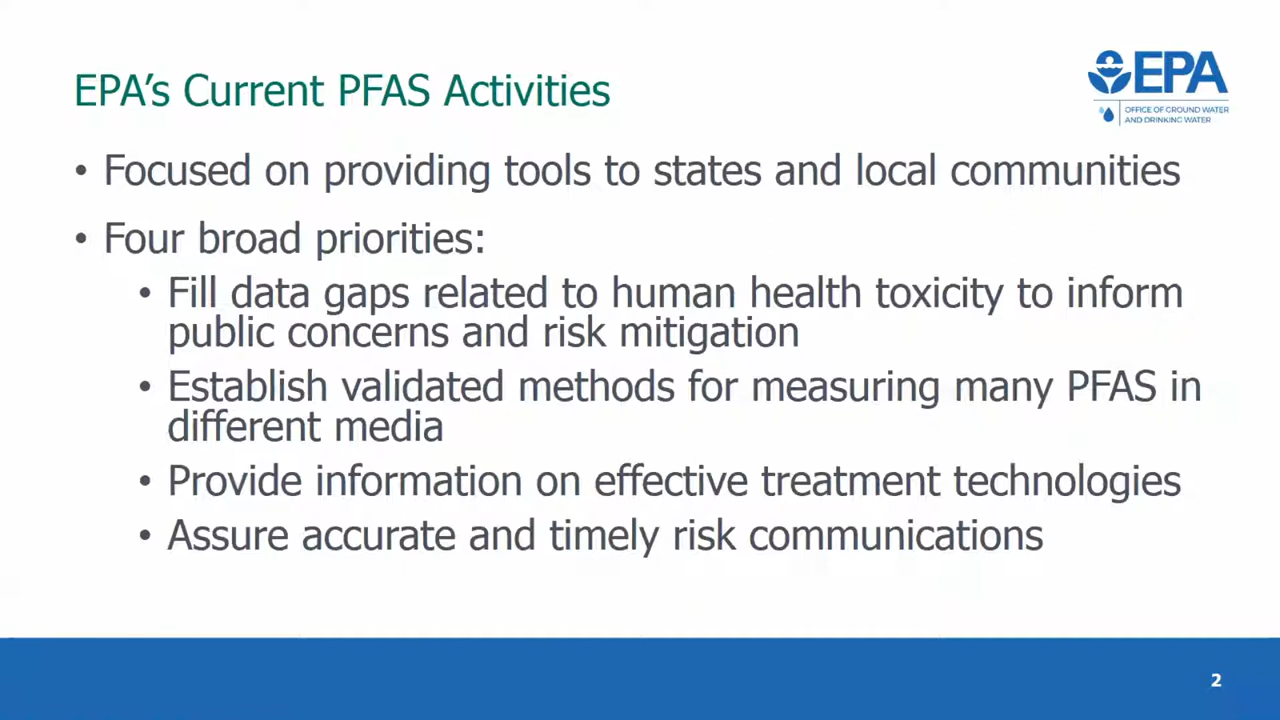 EPA's Current PFAS Activities
EPA
OFFICE OF GROUND WATER
AND DRINKING WATER
• Focused on providing tools to states and local communities
• Four broad priorities:
• Fill data gaps related to human health toxicity to inform
public concerns and risk mitigation
• Establish validated methods for measuring many PFAS in
different media
• Provide information on effective treatment technologies
• Assure accurate and timely risk communications
2